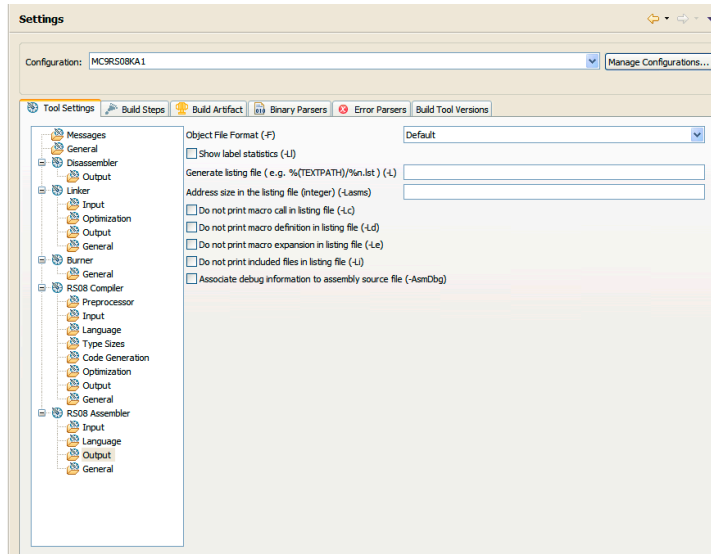 Settings
Configuration: MC9RS08KA1 Manage Configurations...
Tool Settings Build Steps Build Artifact Binary Parsers Error Parsers Build Tool Versions
Messages
General
Disassembler
Output
Linker
Input
Optimization
Output
General
Burner
General
RS08 Compiler
Preprocessor
Input
Language
Type Sizes
Code Generation
Optimization
Output
General
RS08 Assembler
Input
Language
Output
General
Object File Format (-F) Default
Show label statistics (-Ll)
Generate listing file ( e.g. %(TEXTPATH)/%n.lst ) (-L)
Address size in the listing file (integer) (-Lasms)
Do not print macro call in listing file (-Lc)
Do not print macro definition in listing file (-Ld)
Do not print macro expansion in listing file (-Le)
Do not print included files in listing file (-Li)
Associate debug information to assembly source file (-AsmDbg)